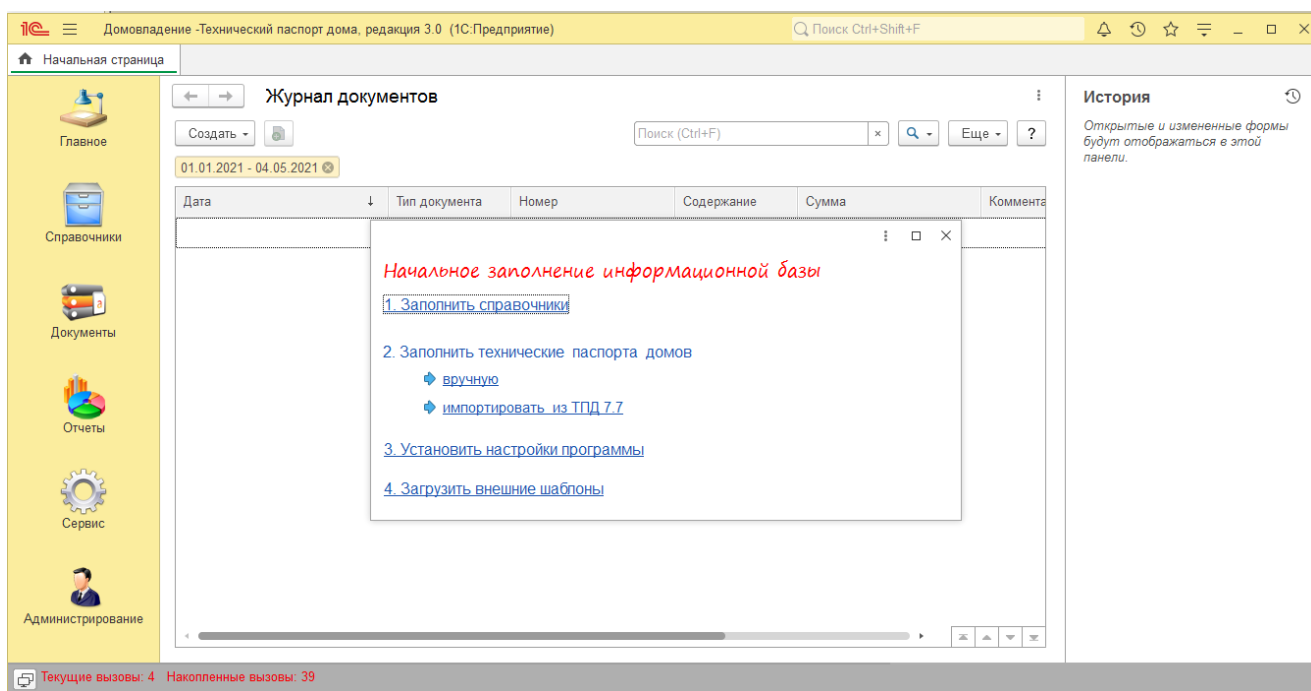 1С Домовладение -Технический паспорт дома, редакция 3.0 (1С:Предприятие) Поиск Ctrl+Shift+F
Начальная страница
Главное
Справочники
Документы
Отчеты
Сервис
Администрирование
Журнал документов
Создать Поиск (Ctrl+F) × Еще ?
01.01.2021 - 04.05.2021
Дата ↓ Тип документа Номер Содержание Сумма Коммента
Начальное заполнение информационной базы
1. Заполнить справочники
2. Заполнить технические паспорта домов
вручную
импортировать из ТПД 7.7
3. Установить настройки программы
4. Загрузить внешние шаблоны
История
Открытые и измененные формы
будут отображаться в этой
панели.
Текущие вызовы: 4 Накопленные вызовы: 39